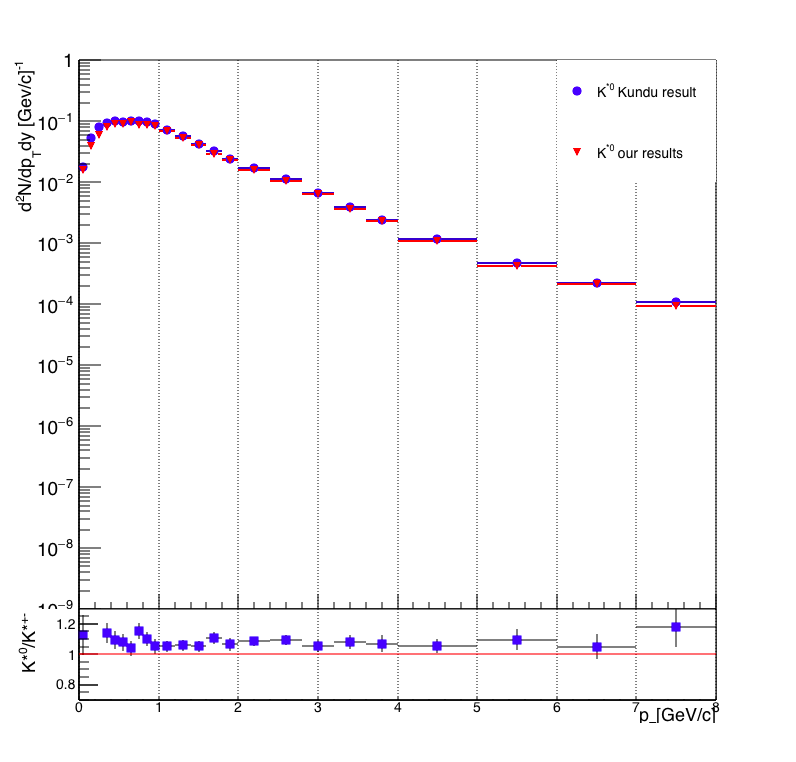 d²N/dp_T dy [Gev/c]⁻¹
1
10⁻¹
10⁻²
10⁻³
10⁻⁴
10⁻⁵
10⁻⁶
10⁻⁷
10⁻⁸
10⁻⁹
K*⁰ Kundu result
K*⁰ our results
K*⁰/K*⁺⁻
1.2
1
0.8
0 1 2 3 4 5 6 7 8
p_[GeV/c]